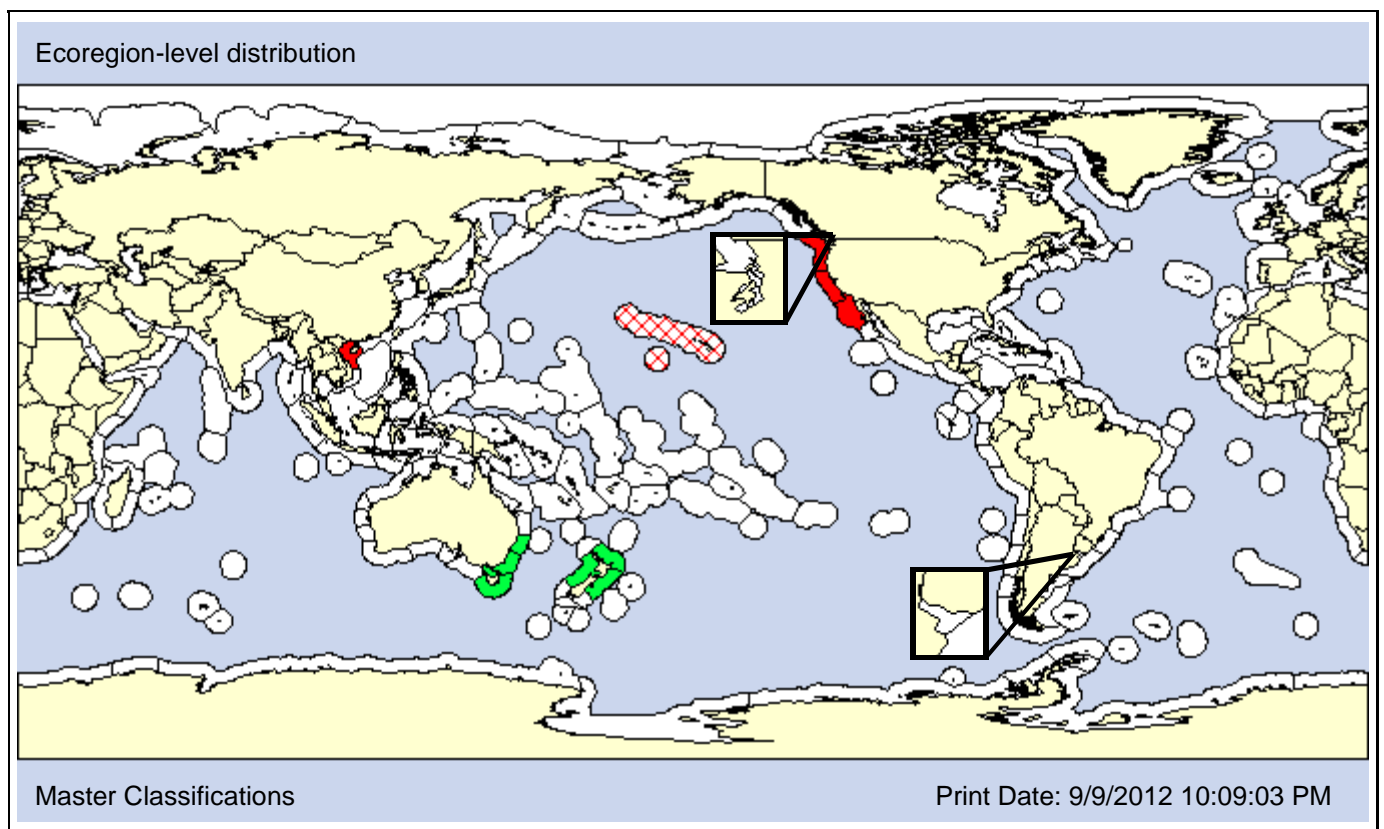 Ecoregion-level distribution
Master Classifications
Print Date: 9/9/2012 10:09:03 PM